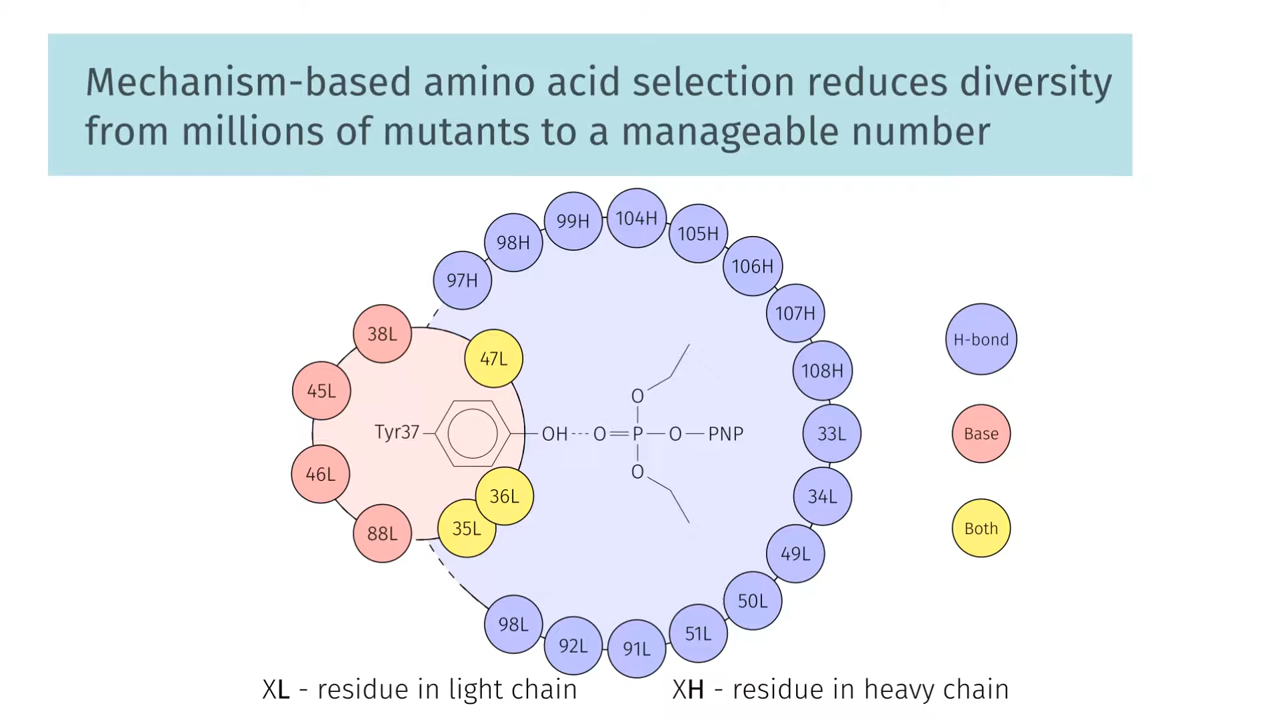 Mechanism-based amino acid selection reduces diversity
from millions of mutants to a manageable number
104H
99H
105H
98H
106H
97H
107H
38L
H-bond
47L
108H
45L
O
Tyr37
OH
O
P
O
PNP
33L
Base
O
46L
36L
34L
35L
Both
88L
49L
50L
98L
51L
92L
91L
XL - residue in light chain
XH - residue in heavy chain